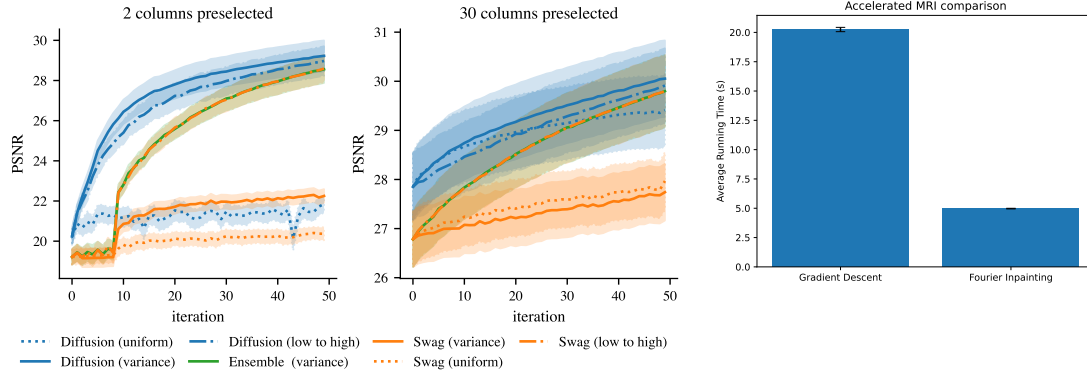 2 columns preselected
PSNR
30
28
26
24
22
20
0 10 20 30 40 50
iteration
30 columns preselected
PSNR
31
30
29
28
27
26
0 10 20 30 40 50
iteration
Diffusion (uniform) Diffusion (low to high) Swag (variance) Swag (low to high)
Diffusion (variance) Ensemble (variance) Swag (uniform)
Accelerated MRI comparison
Average Running Time (s)
20.0
17.5
15.0
12.5
10.0
7.5
5.0
2.5
0.0
Gradient Descent Fourier Inpainting